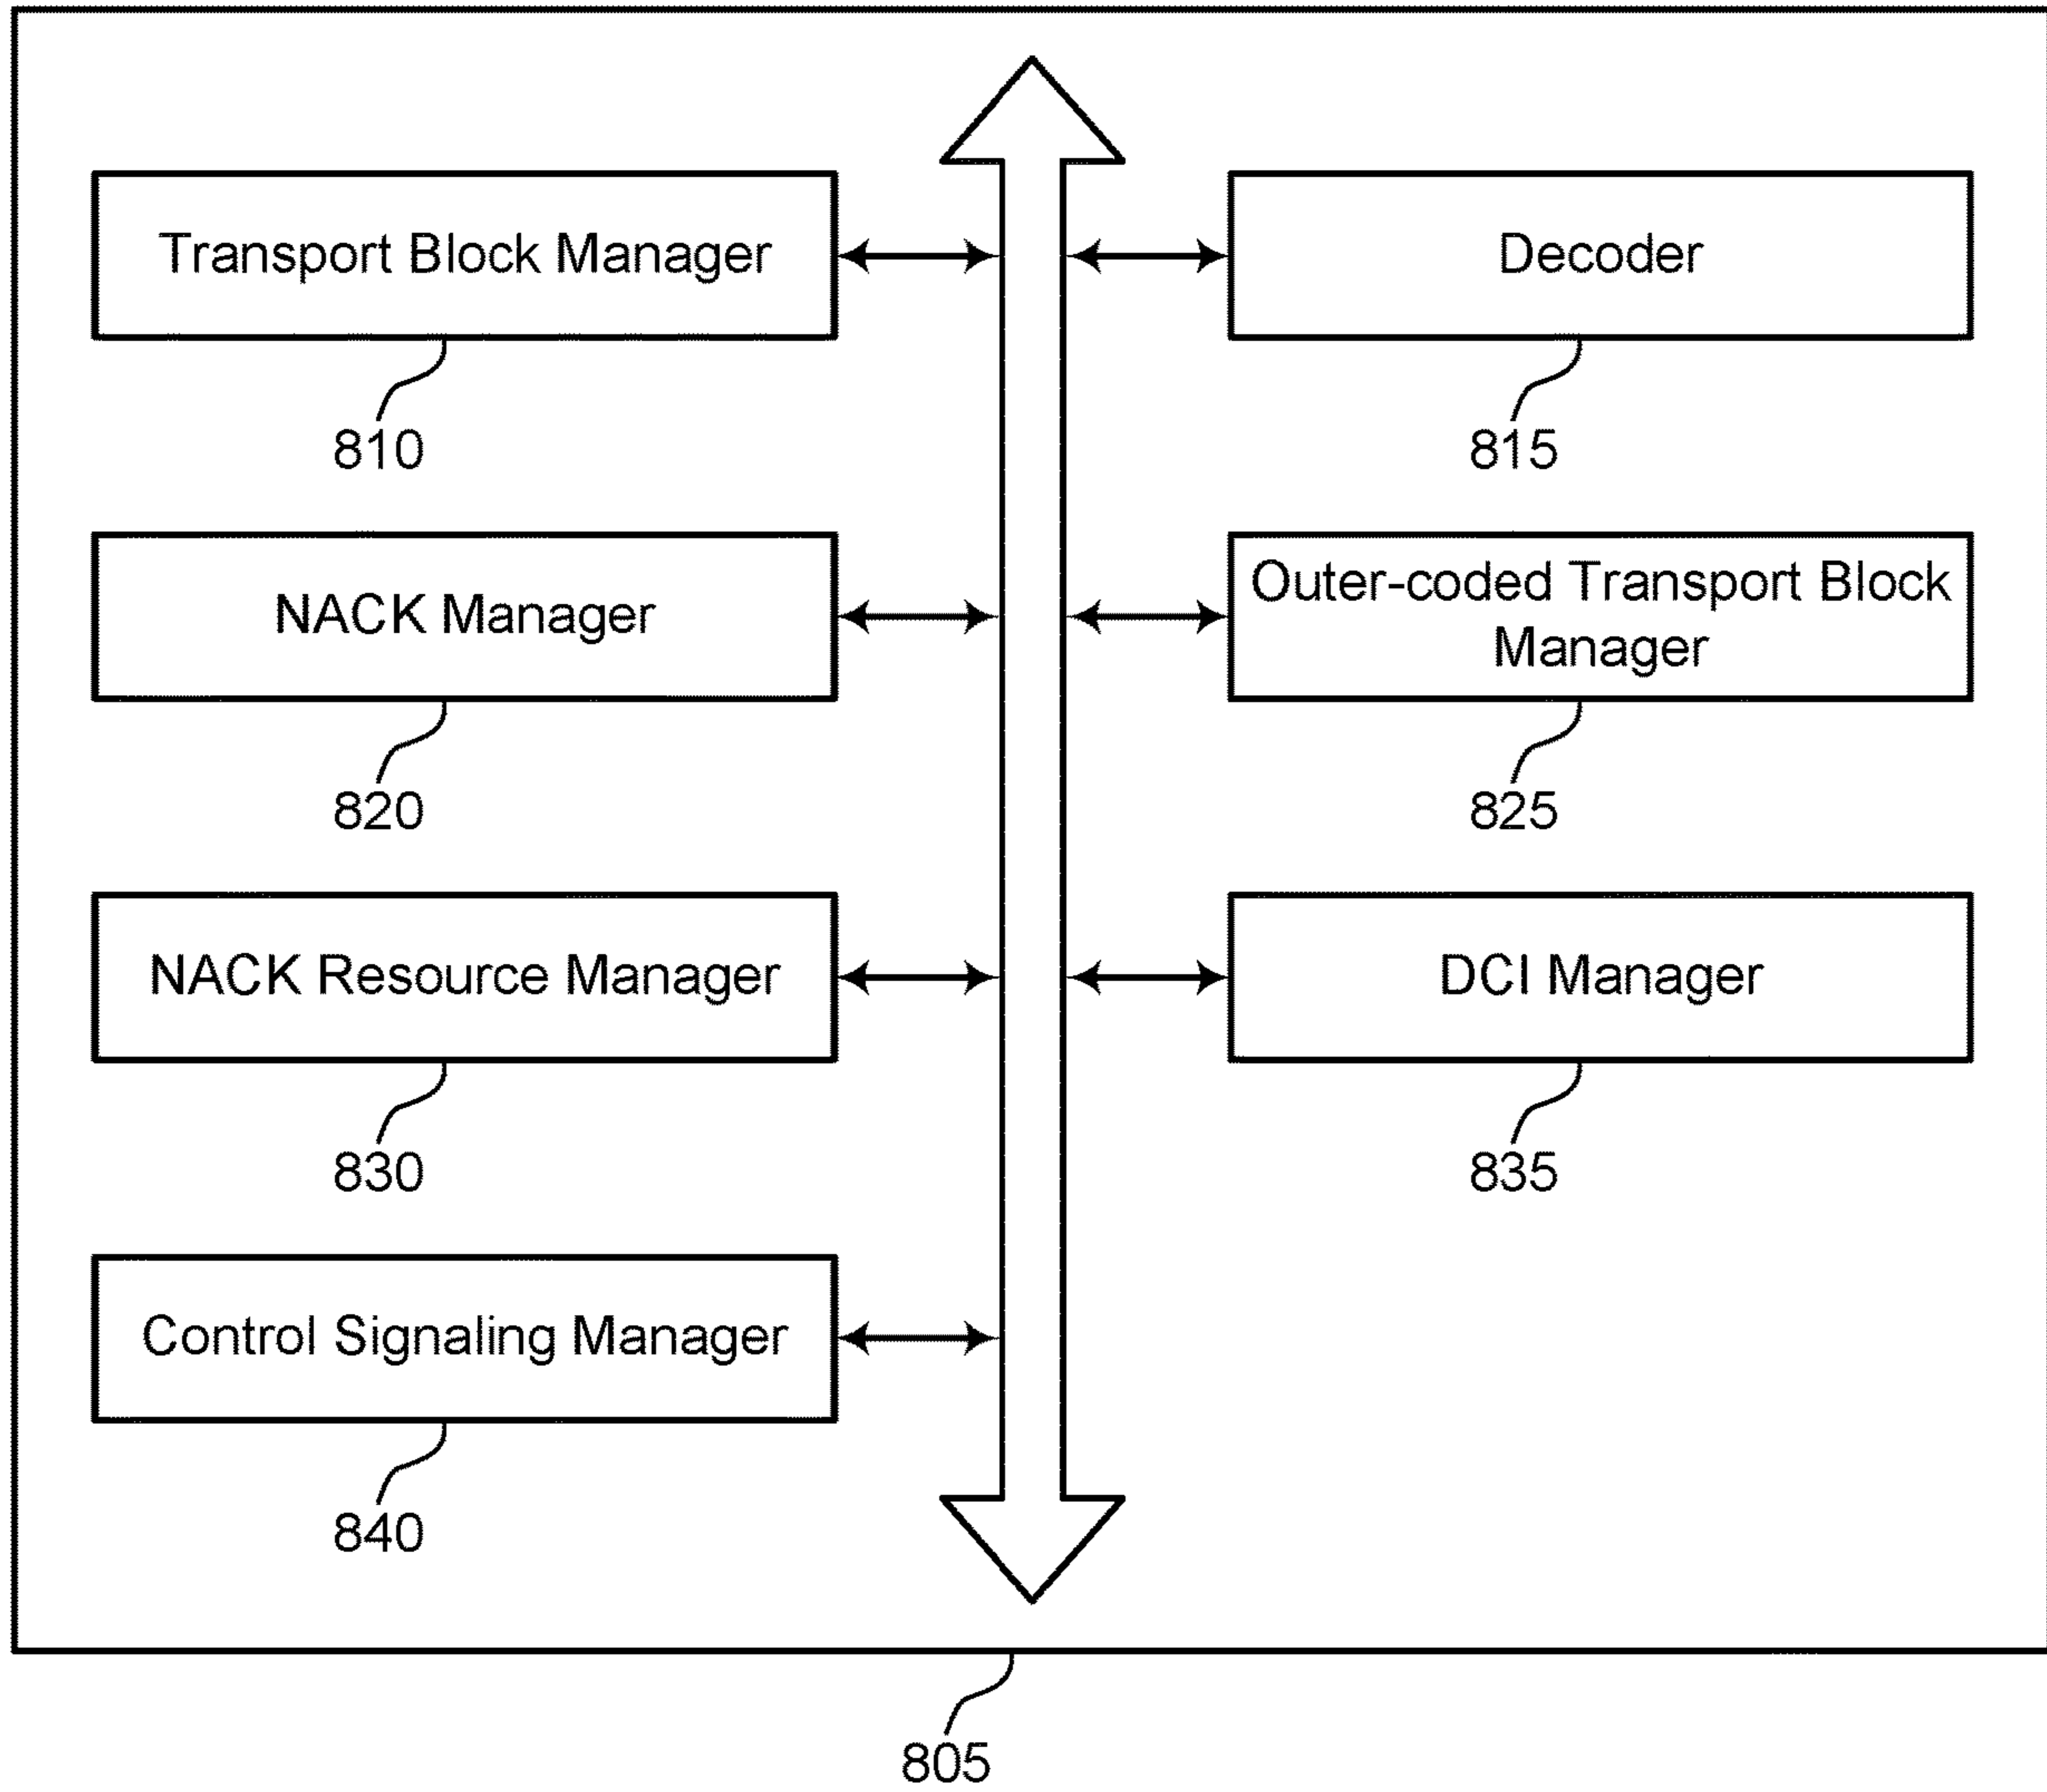 Transport Block Manager
Decoder
810
815
NACK Manager
Outer-coded Transport Block
Manager
820
825
NACK Resource Manager
DCI Manager
830
835
Control Signaling Manager
840
805